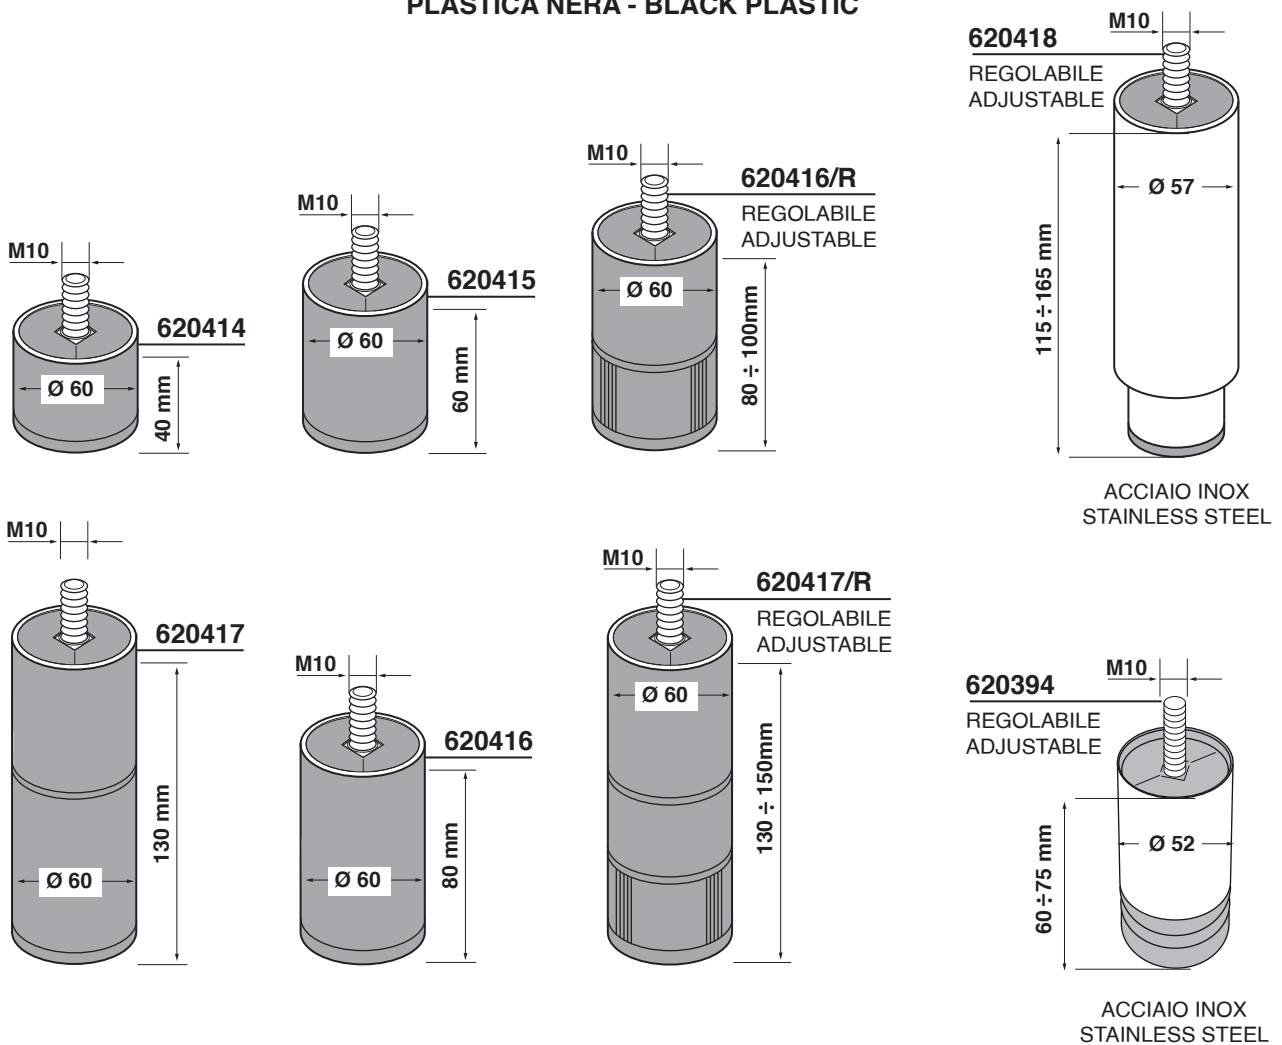 PLASTICA NERA - BLACK PLASTIC
M10
620414
Ø 60
40 mm
M10
620415
Ø 60
60 mm
M10
620416/R
REGOLABILE
ADJUSTABLE
Ø 60
80 ÷ 100mm
M10
620418
REGOLABILE
ADJUSTABLE
Ø 57
115÷165 mm
ACCIAIO INOX
STAINLESS STEEL
M10
620417
Ø 60
130 mm
M10
620416
Ø 60
80 mm
M10
620417/R
REGOLABILE
ADJUSTABLE
Ø 60
130 ÷ 150mm
M10
620394
REGOLABILE
ADJUSTABLE
Ø 52
60÷75 mm
ACCIAIO INOX
STAINLESS STEEL